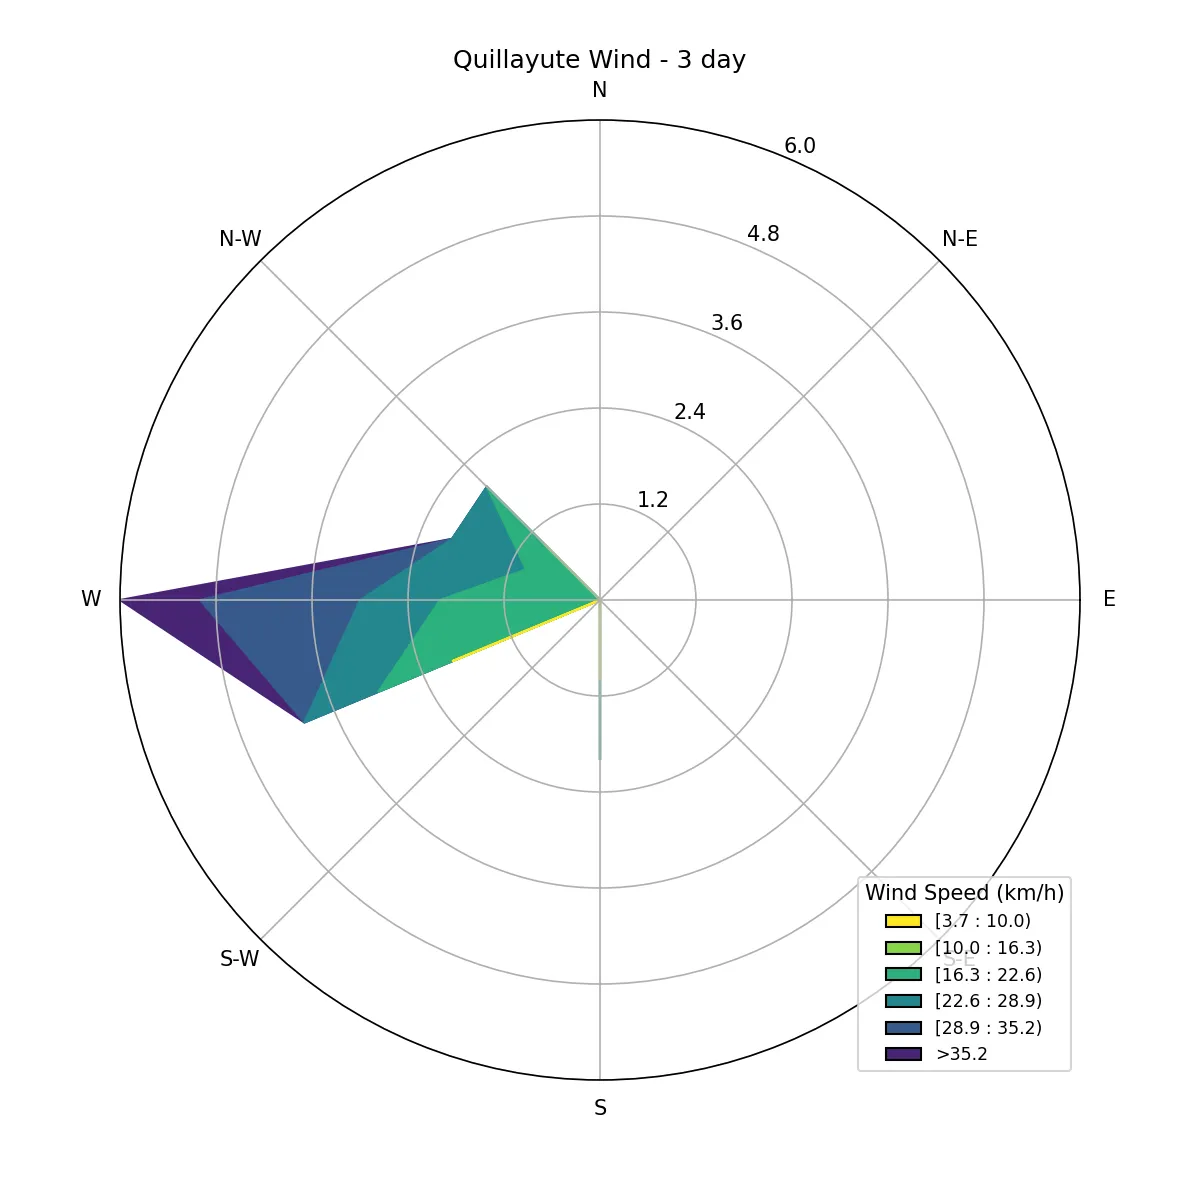 Quillayute Wind - 3 day
N
6.0
N-W
4.8
N-E
3.6
2.4
1.2
W
E
S-W
S-E
S
Wind Speed (km/h)
[3.7 : 10.0)
[10.0 : 16.3)
[16.3 : 22.6)
[22.6 : 28.9)
[28.9 : 35.2)
>35.2